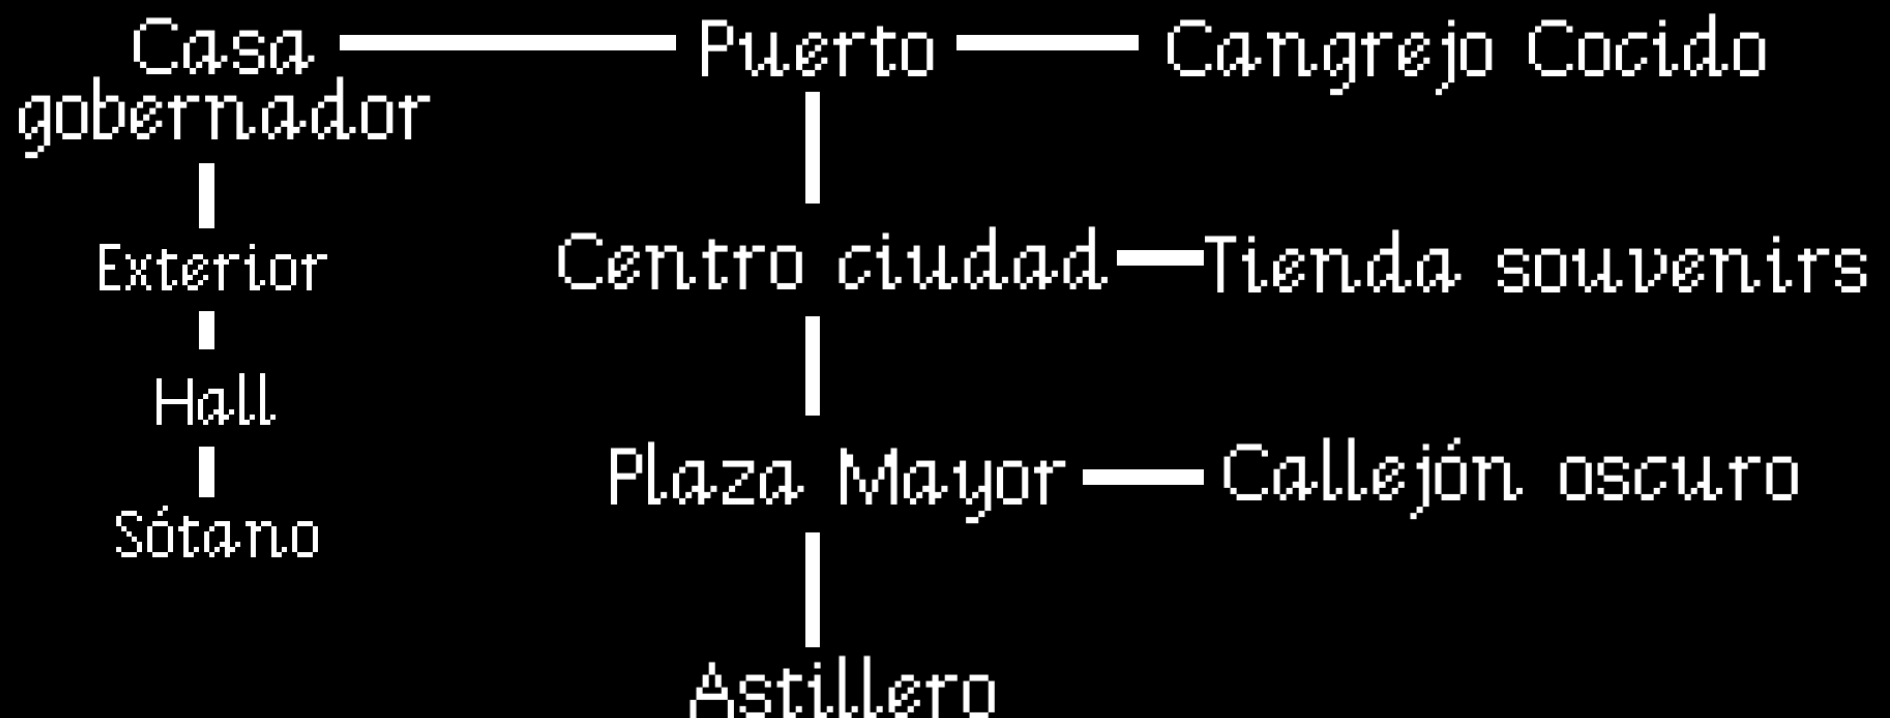 Casa
gobernador
Puerto
Cangrejo Cocido
Exterior
Centro ciudad
Tienda souvenirs
Hall
Plaza Mayor
Callejón oscuro
Sótano
Astillero